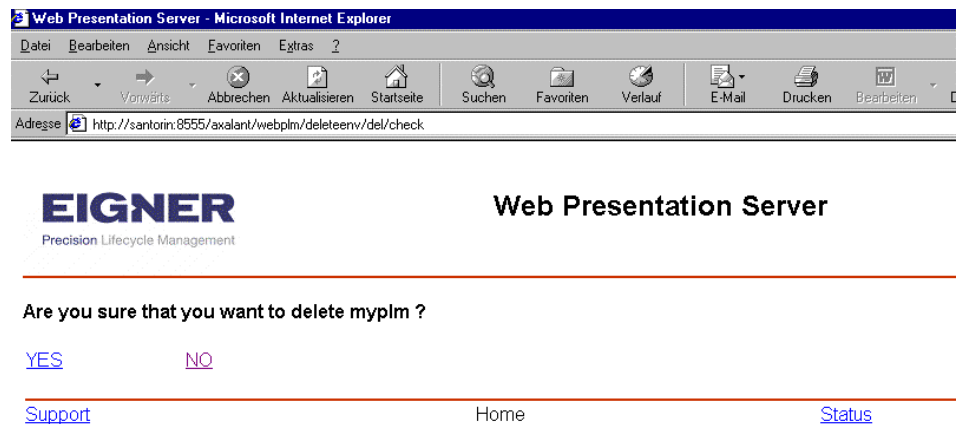 Web Presentation Server - Microsoft Internet Explorer
Datei Bearbeiten Ansicht Favoriten Extras ?
Zurück Vorwärts Abbrechen Aktualisieren Startseite Suchen Favoriten Verlauf E-Mail Drucken Bearbeiten
Adresse http://santorin:8555/axalant/webplm/deleteenv/del/check
EIGNER Web Presentation Server
Precision Lifecycle Management
Are you sure that you want to delete myplm ?
YES NO
Support Home Status